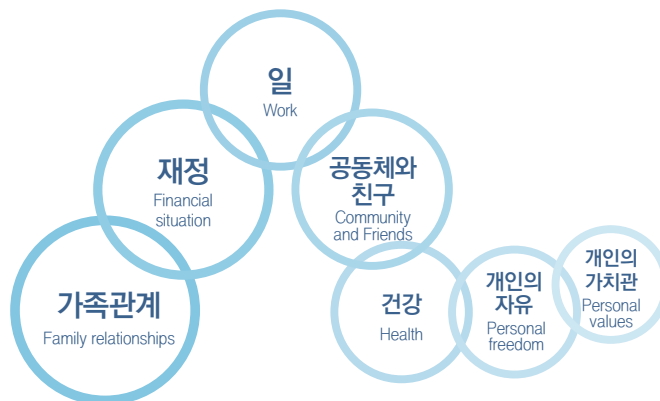 일
Work
재정
Financial
situation
공동체와
친구
Community
and Friends
가족관계
Family relationships
건강
Health
개인의
자유
Personal
freedom
개인의
가치관
Personal
values